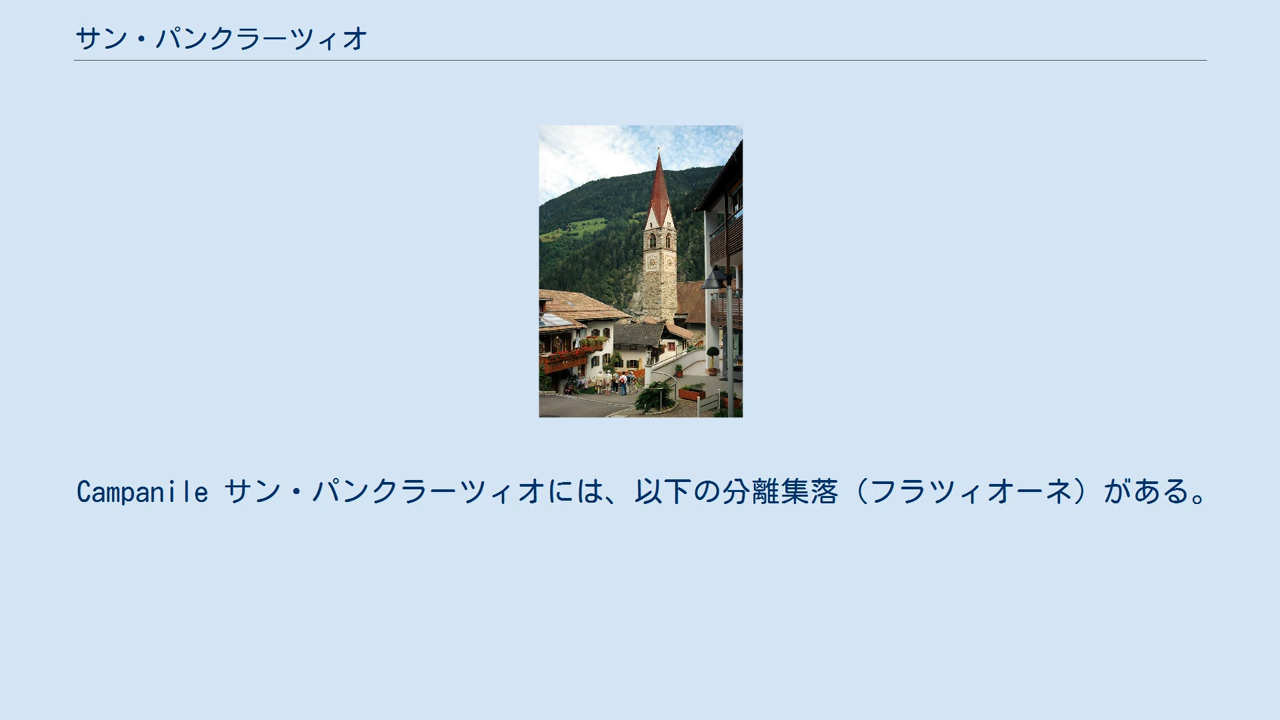 サン・パンクラーツィオ
Campanile サン・パンクラーツィオには、以下の分離集落（フラツィオーネ）がある。